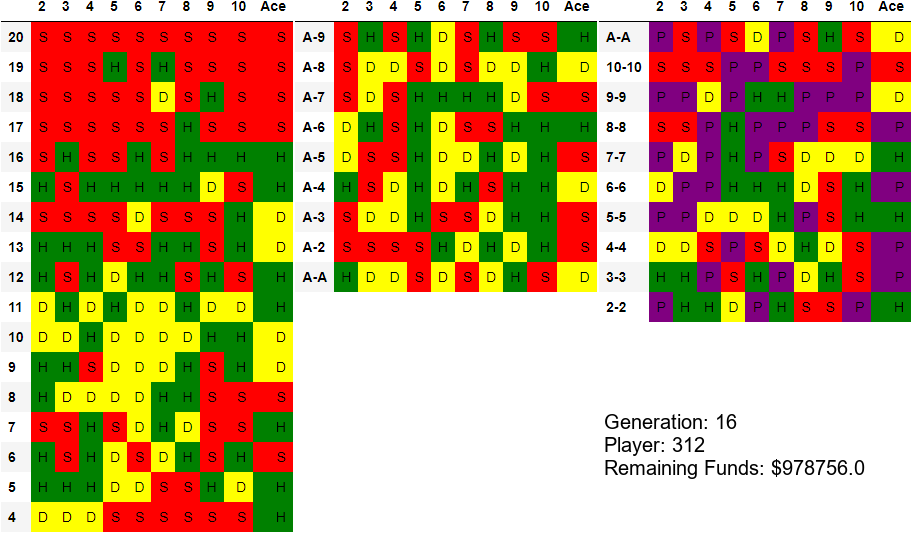 2 3 4 5 6 7 8 9 10 Ace
20 S S S S S S S S S S
19 S S S H S H S S S S
18 S S S S S D S H S S
17 S S S S S S H S S S
16 S H S S H S H H H H
15 H S H H H H H D S H
14 S S S S D S S S H D
13 H H H S S H H S H D
12 H S H D H H S H S H
11 D H D H D D H D D H
10 D D H D D D D H H D
9 H H S D D D H S H D
8 H D D D D H H S S S
7 S S H S D H D S S H
6 H S H D S D H S H S
5 H H H D D S S H D H
4 D D D S S S S S S H
2 3 4 5 6 7 8 9 10 Ace
A-9 S H S H D S H S S H
A-8 S D D S D S D D H D
A-7 S D S H H H H D S S
A-6 D H S H D S S H H H
A-5 D S S H D D H D H S
A-4 H S D H D H S H H D
A-3 S D D H S S D H H S
A-2 S S S S H D H D H S
A-A H D D S D S D H S D
2 3 4 5 6 7 8 9 10 Ace
A-A P S P S D P S H S D
10-10 S S S P P S S S P S
9-9 P P D P H H P P P D
8-8 S S P H P P P S S P
7-7 P D P H P S D D D H
6-6 D P P H H H D S H P
5-5 P P D D D H P S H H
4-4 D D S P S D H D S P
3-3 H H P S H P D H S P
2-2 P H H D P H S S P H
Generation: 16
Player: 312
Remaining Funds: $978756.0